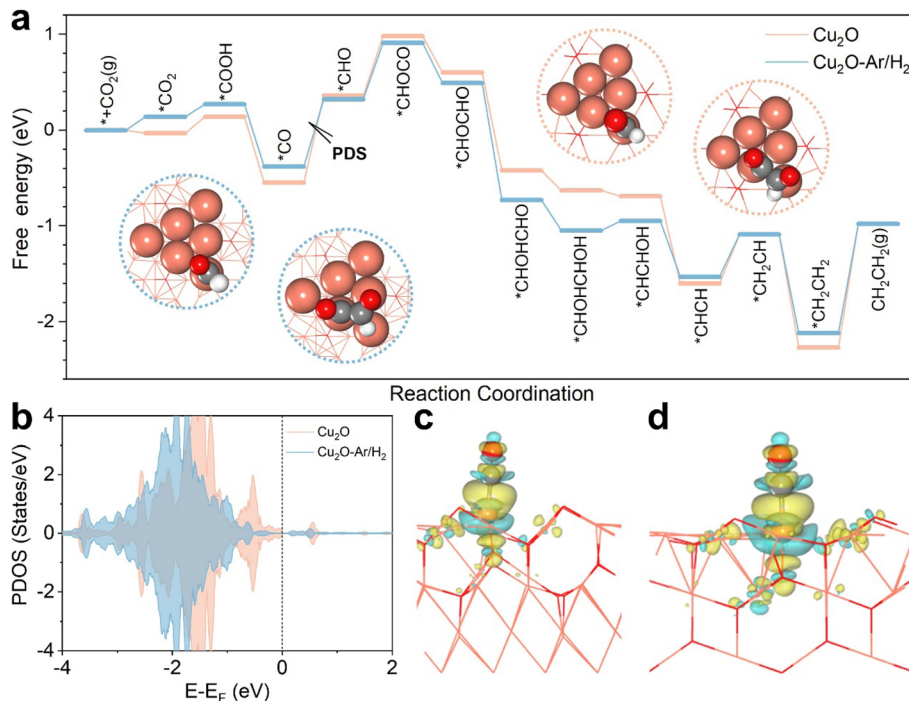 a
Free energy (eV)
1
0
-1
-2
*+CO₂(g)
*CO₂
*COOH
*CO
*CHO
PDS
*CHOCO
*CHOCHO
*CHOHCHO
*CHOHCHOH
*CHCHOH
*CHCH
*CH₂CH
*CH₂CH₂
CH₂CH₂(g)
Cu₂O
Cu₂O-Ar/H₂
Reaction Coordination
b
PDOS (States/eV)
4
2
0
2
4
Cu₂O
Cu₂O-Ar/H₂
-4
-2
0
2
E-E_F (eV)
c
d